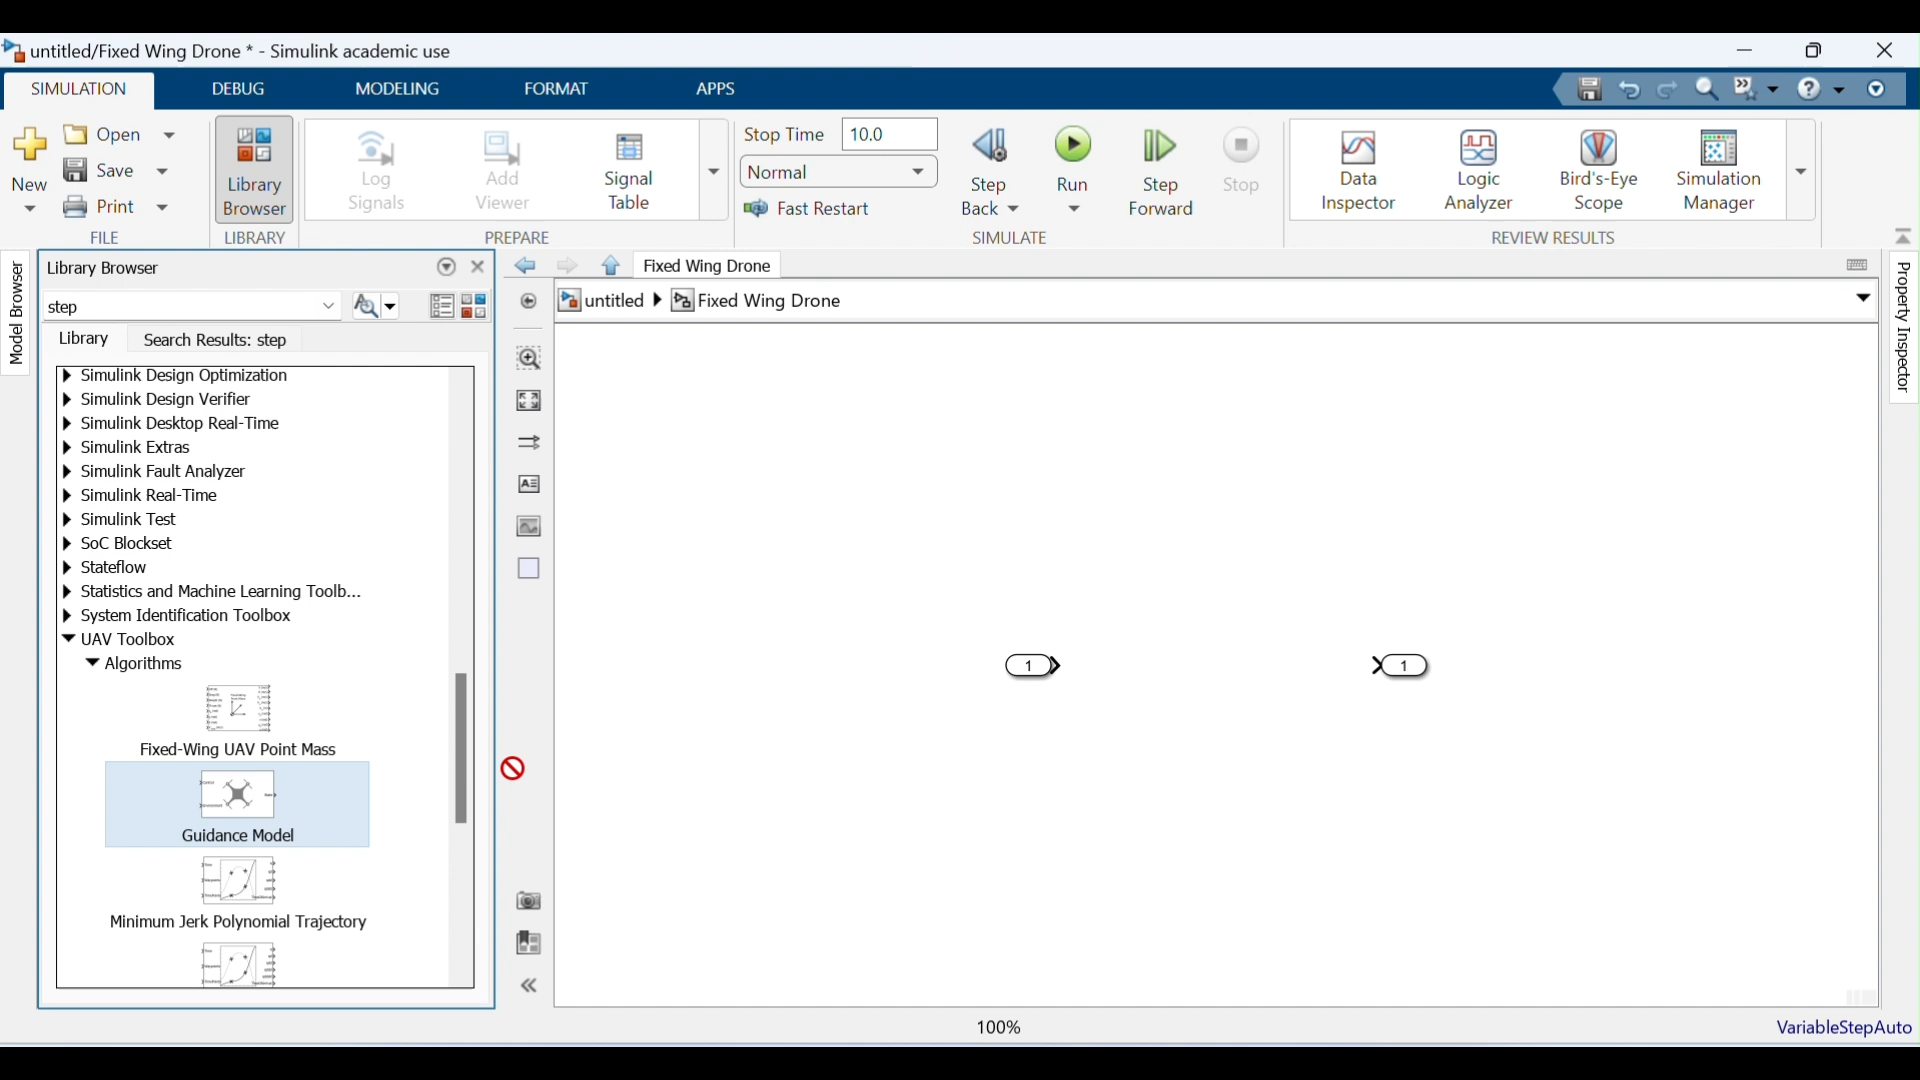 untitled/Fixed Wing Drone * - Simulink academic use
SIMULATION DEBUG MODELING FORMAT APPS
New
Open
Save
Print
FILE
Library
Browser
LIBRARY
Log
Signals
Add
Viewer
Signal
Table
PREPARE
Stop Time 10.0
Normal
Fast Restart
Step
Back
Run
Step
Forward
Stop
SIMULATE
Data
Inspector
Logic
Analyzer
Bird's-Eye
Scope
Simulation
Manager
REVIEW RESULTS
Model Browser
Library Browser
step
Library Search Results: step
Simulink Design Optimization
Simulink Design Verifier
Simulink Desktop Real-Time
Simulink Extras
Simulink Fault Analyzer
Simulink Real-Time
Simulink Test
SoC Blockset
Stateflow
Statistics and Machine Learning Toolb...
System Identification Toolbox
UAV Toolbox
Algorithms
Fixed-Wing UAV Point Mass
Guidance Model
Minimum Jerk Polynomial Trajectory
Fixed Wing Drone
untitled Fixed Wing Drone
1
1
Property Inspector
100%
VariableStepAuto